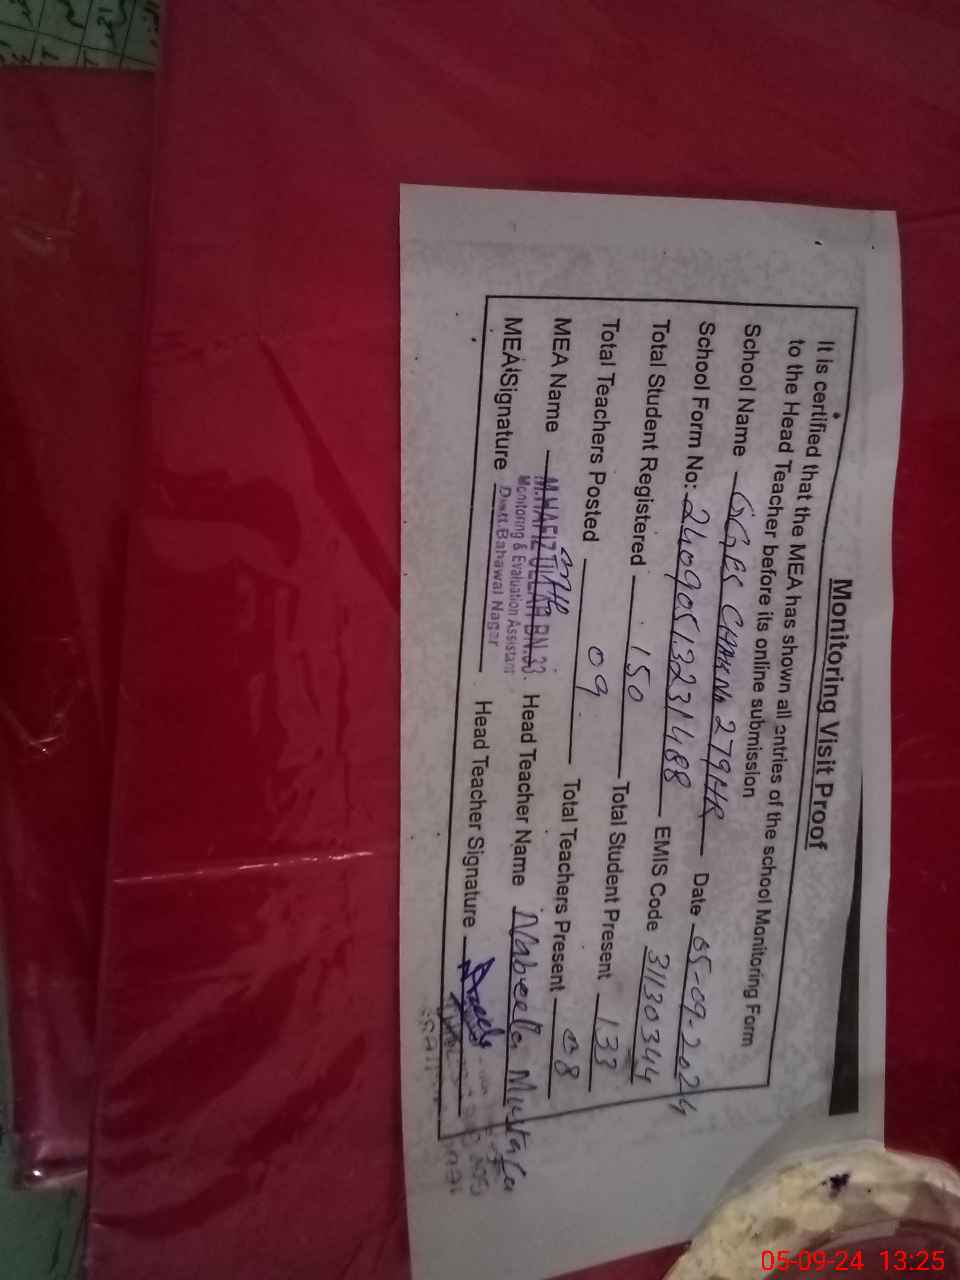 Monitoring Visit Proof
It is certified that the MEA has shown all entries of the school Monitoring Form
to the Head Teacher before its online submission
School Name GGES CHAK No 279HR Date 05-09-2024
School Form No: 24090513231488 EMIS Code 31130344
Total Student Registered 150 Total Student Present 133
Total Teachers Posted 09 Total Teachers Present 08
MEA Name M.HAFIZ ULLAH BN.33 Head Teacher Name Nabeela Mustafa
Monitoring & Evaluation Assistant
Distt. Bahawal Nagar
MEA Signature Head Teacher Signature
05-09-24 13:25